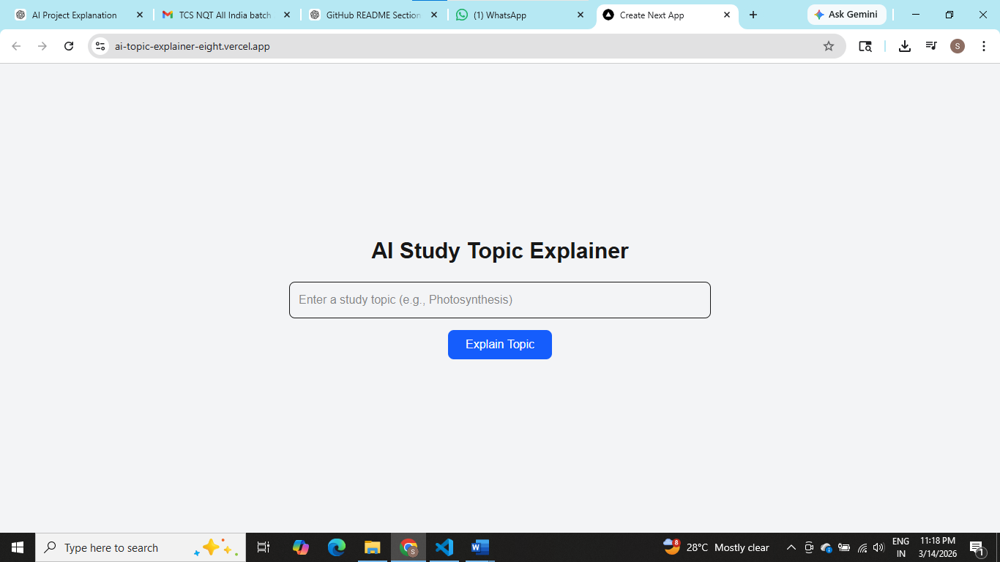 AI Project Explanation
TCS NQT All India batch
GitHub README Section
(1) WhatsApp
Create Next App
Ask Gemini
ai-topic-explainer-eight.vercel.app
S
AI Study Topic Explainer
Enter a study topic (e.g., Photosynthesis)
Explain Topic
Type here to search
S
W
8
28°C Mostly clear
ENG
IN
11:18 PM
3/14/2026
1